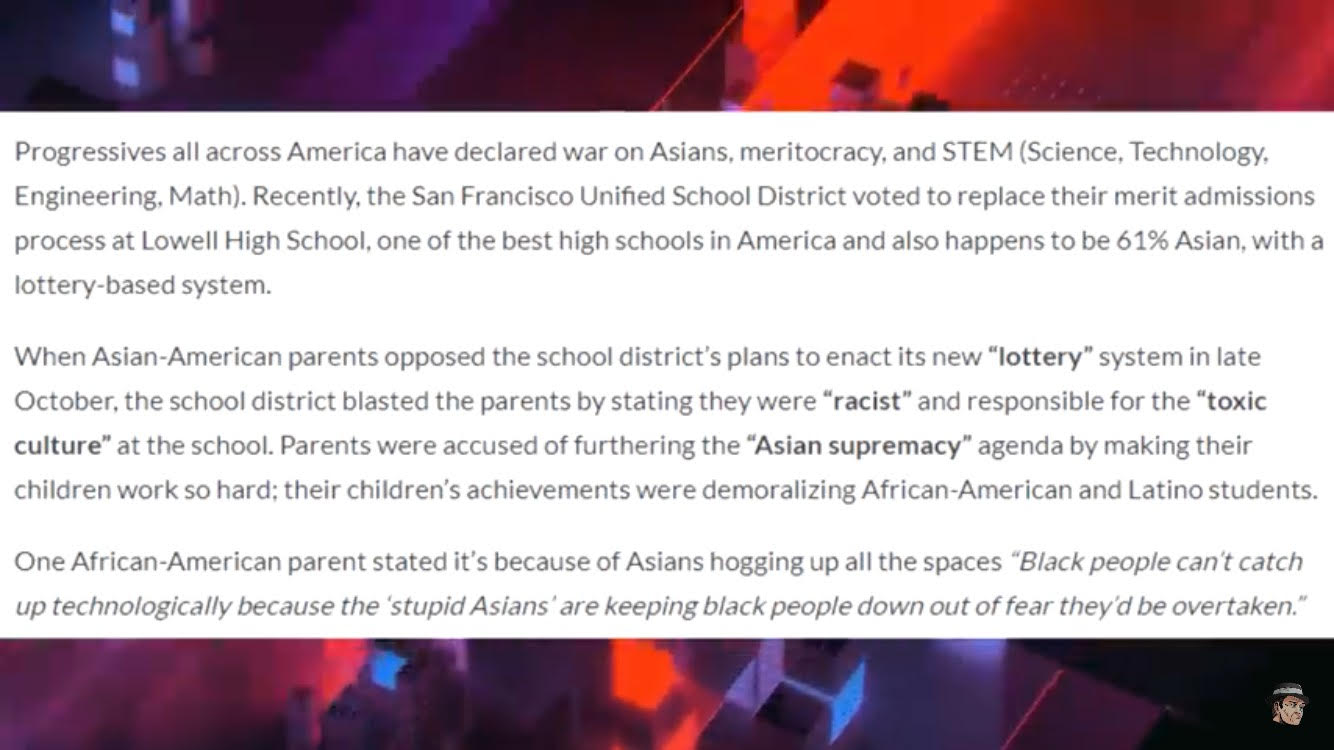 Progressives all across America have declared war on Asians, meritocracy, and STEM (Science, Technology,
Engineering, Math). Recently, the San Francisco Unified School District voted to replace their merit admissions
process at Lowell High School, one of the best high schools in America and also happens to be 61% Asian, with a
lottery-based system.
When Asian-American parents opposed the school district’s plans to enact its new “lottery” system in late
October, the school district blasted the parents by stating they were “racist” and responsible for the “toxic
culture” at the school. Parents were accused of furthering the “Asian supremacy” agenda by making their
children work so hard; their children’s achievements were demoralizing African-American and Latino students.
One African-American parent stated it’s because of Asians hogging up all the spaces “Black people can’t catch
up technologically because the ‘stupid Asians’ are keeping black people down out of fear they’d be overtaken.”